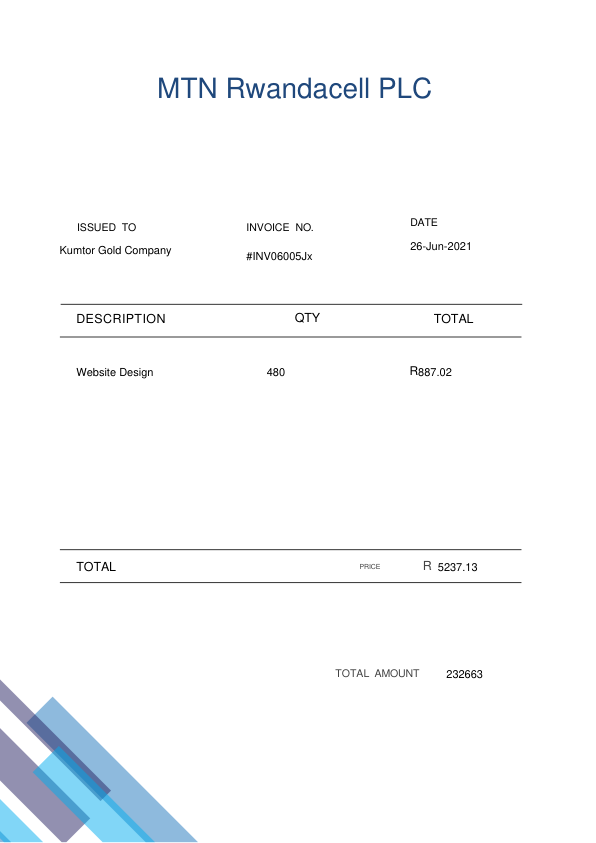 MTN Rwandacell PLC
ISSUED TO INVOICE NO. DATE
Kumtor Gold Company #INV06005Jx 26-Jun-2021
DESCRIPTION QTY TOTAL
Website Design 480 R887.02
TOTAL PRICE R 5237.13
TOTAL AMOUNT 232663